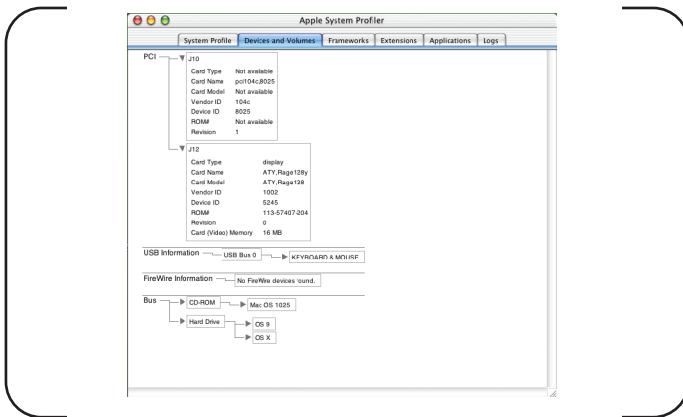 Apple System Profiler
System Profile Devices and Volumes Frameworks Extensions Applications Logs
PCI
J10
Card Type Not available
Card Name pci104c,8025
Card Model Not available
Vendor ID 104c
Device ID 8025
ROM# Not available
Revision 1
J12
Card Type display
Card Name ATY,Rage128y
Card Model ATY,Rage128
Vendor ID 1002
Device ID 5245
ROM# 113-57407-204
Revision 0
Card (Video) Memory 16 MB
USB Information USB Bus 0 KEYBOARD & MOUSE
FireWire Information No FireWire devices found.
Bus CD-ROM Mac OS 1025
Hard Drive OS 9
OS X